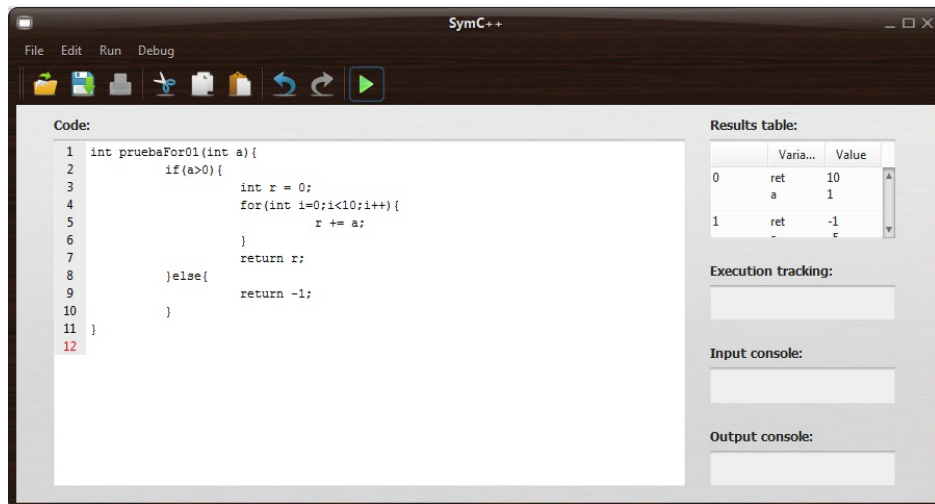 SymC++
File Edit Run Debug
Code:
1 int pruebaFor01(int a){
2 if(a>0){
3 int r = 0;
4 for(int i=0;i<10;i++){
5 r += a;
6 }
7 return r;
8 }else{
9 return -1;
10 }
11 }
12
Results table:
Varia... Value
0 ret 10
a 1
1 ret -1
Execution tracking:
Input console:
Output console: